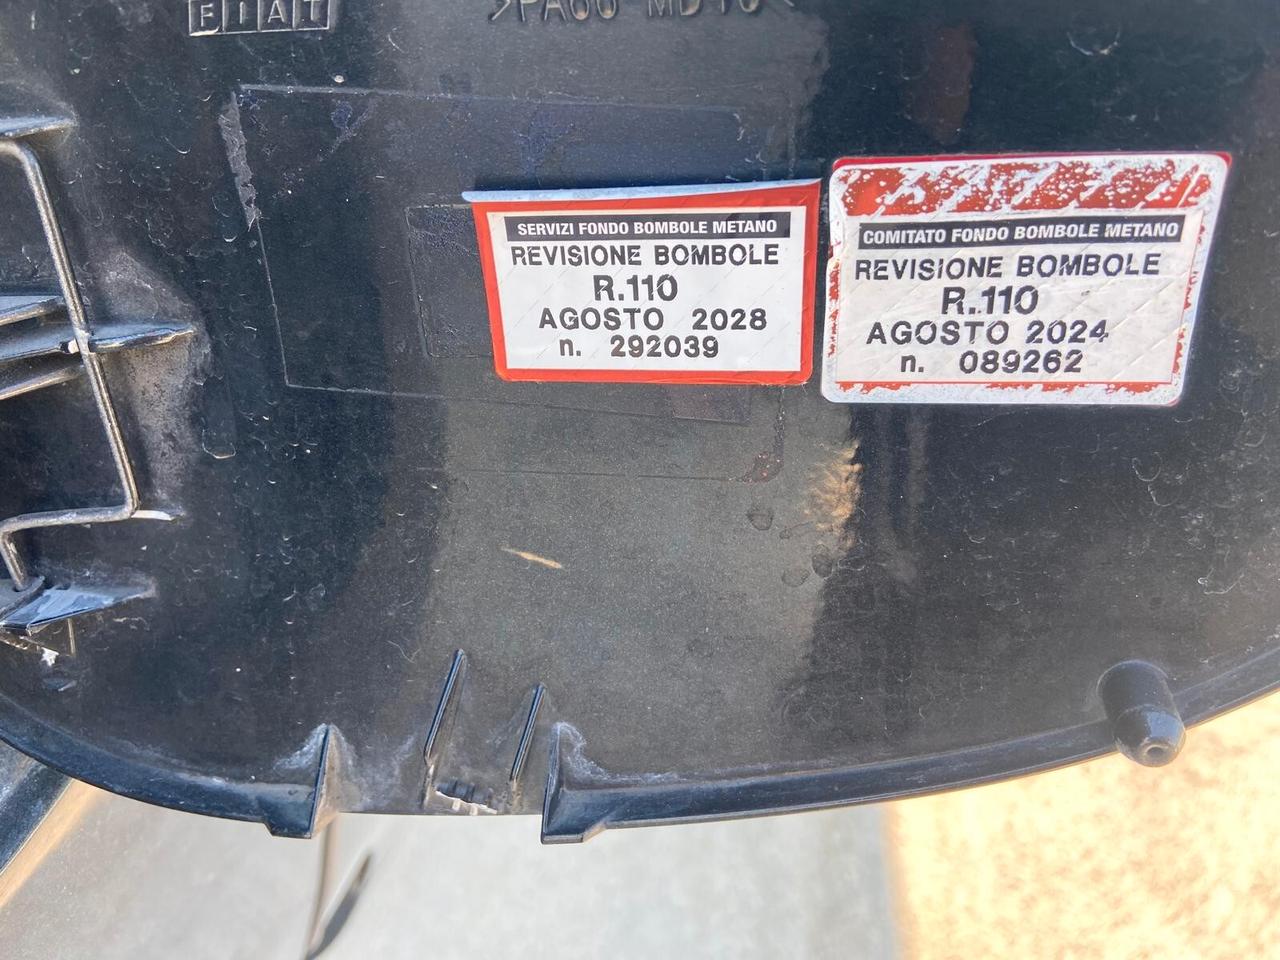 FIAT
SERVIZI FONDO BOMBOLE METANO
REVISIONE BOMBOLE
R.110
AGOSTO 2028
n. 292039
COMITATO FONDO BOMBOLE METANO
REVISIONE BOMBOLE
R.110
AGOSTO 2024
n. 089262